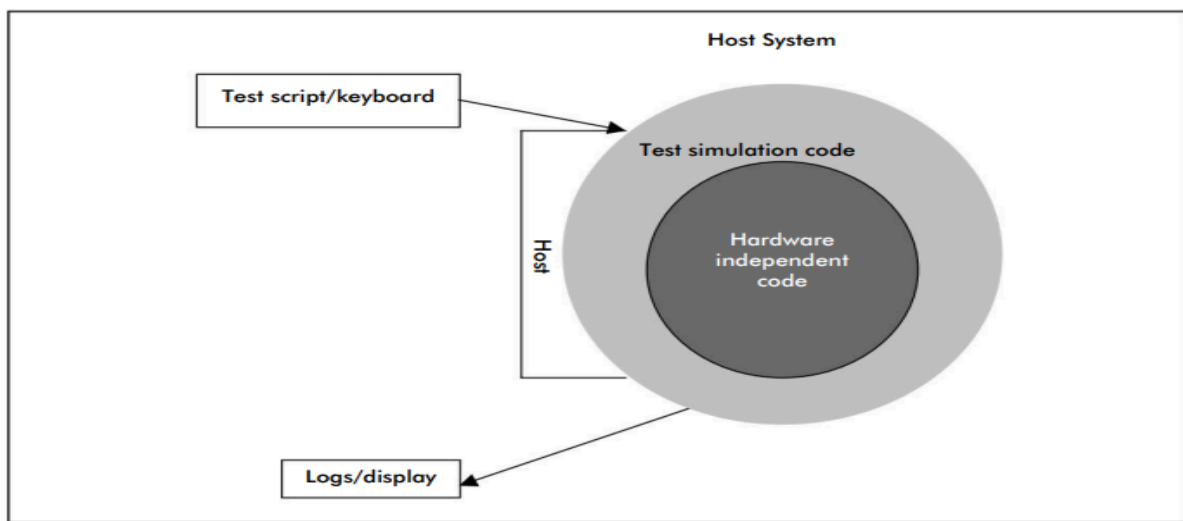 Host System
Test script/keyboard
Test simulation code
Hardware
independent
code
Host
Logs/display